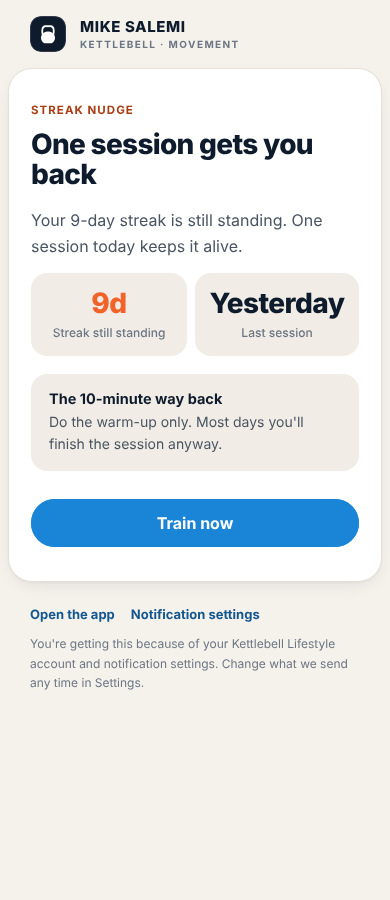 MIKE SALEMI
KETTLEBELL · MOVEMENT
STREAK NUDGE
One session gets you
back
Your 9-day streak is still standing. One
session today keeps it alive.
9d
Streak still standing
Yesterday
Last session
The 10-minute way back
Do the warm-up only. Most days you'll
finish the session anyway.
Train now
Open the app
Notification settings
You're getting this because of your Kettlebell Lifestyle
account and notification settings. Change what we send
any time in Settings.